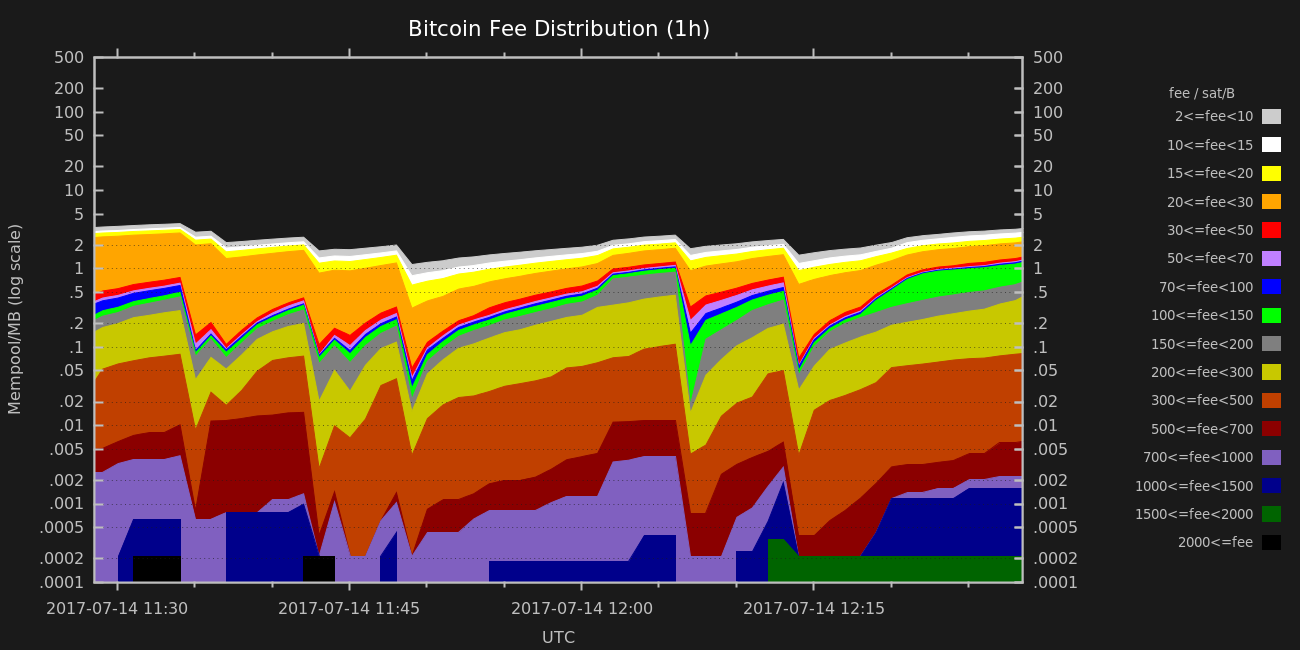 Bitcoin Fee Distribution (1h)
Mempool/MB (log scale)
500 500
200 200
100 100
50 50
20 20
10 10
5 5
2 2
1 1
.5 .5
.2 .2
.1 .1
.05 .05
.02 .02
.01 .01
.005 .005
.002 .002
.001 .001
.0005 .0005
.0002 .0002
.0001 .0001
2017-07-14 11:30 2017-07-14 11:45 2017-07-14 12:00 2017-07-14 12:15
UTC
fee / sat/B
2<=fee<10
10<=fee<15
15<=fee<20
20<=fee<30
30<=fee<50
50<=fee<70
70<=fee<100
100<=fee<150
150<=fee<200
200<=fee<300
300<=fee<500
500<=fee<700
700<=fee<1000
1000<=fee<1500
1500<=fee<2000
2000<=fee